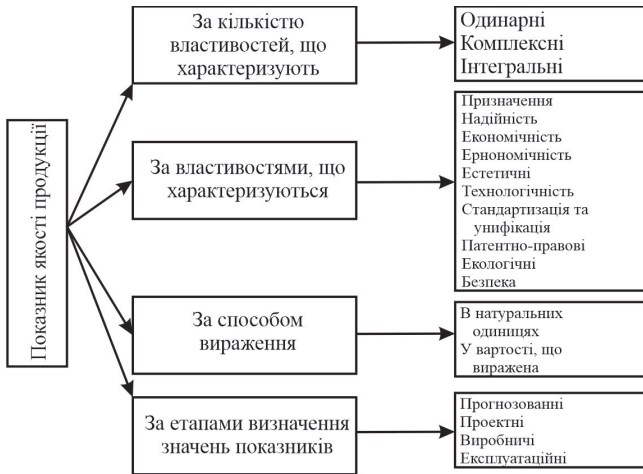 Показник якості продукції
За кількістю
властивостей, що
характеризують
Одинарні
Комплексні
Інтегральні
За властивостями, що
характеризуються
Призначення
Надійність
Економічність
Ернономічність
Естетичні
Технологічність
Стандартизація та
унифікація
Патентно-правові
Екологічні
Безпека
За способом
вираження
В натуральних
одиницях
У вартості, що
виражена
За етапами визначення
значень показників
Прогнозованні
Проектні
Виробничі
Експлуатаційні